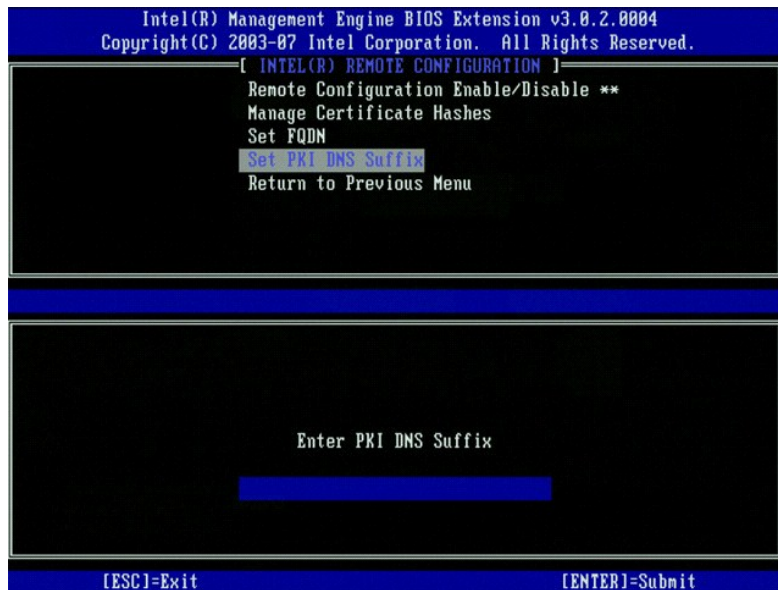 Intel(R) Management Engine BIOS Extension v3.0.2.0004
Copyright(C) 2003-07 Intel Corporation. All Rights Reserved.
[ INTEL(R) REMOTE CONFIGURATION ]
Remote Configuration Enable/Disable **
Manage Certificate Hashes
Set FQDN
Set PKI DNS Suffix
Return to Previous Menu
Enter PKI DNS Suffix
[ESC]=Exit [ENTER]=Submit